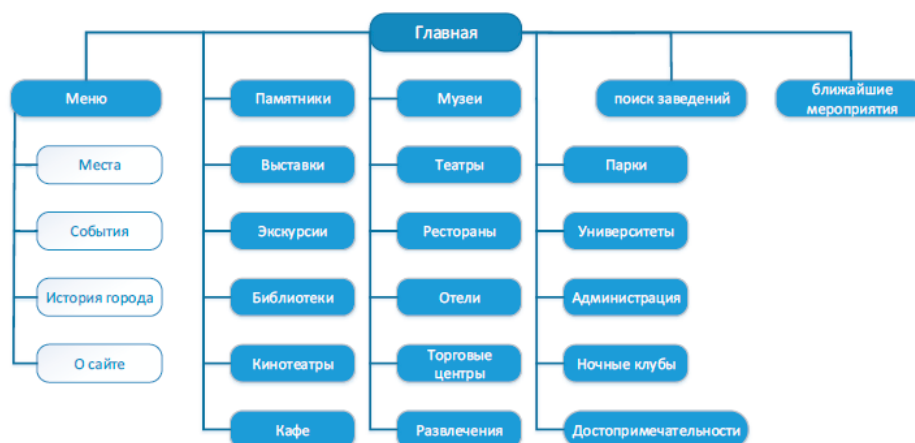 Главная
Меню
Памятники
Музеи
поиск заведений
ближайшие
мероприятия
Места
Выставки
Театры
Парки
События
Экскурсии
Рестораны
Университеты
История города
Библиотеки
Отели
Администрация
О сайте
Кинотеатры
Торговые
центры
Ночные клубы
Кафе
Развлечения
Достопримечательности